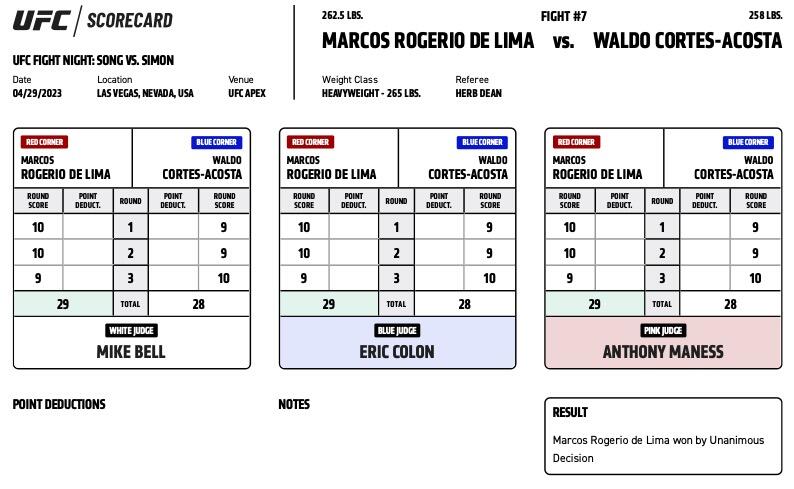 UFC / SCORECARD
UFC FIGHT NIGHT: SONG VS. SIMON
Date Location Venue
04/29/2023 LAS VEGAS, NEVADA, USA UFC APEX
262.5 LBS. FIGHT #7 258 LBS.
MARCOS ROGERIO DE LIMA vs. WALDO CORTES-ACOSTA
Weight Class Referee
HEAVYWEIGHT - 265 LBS. HERB DEAN
RED CORNER BLUE CORNER
MARCOS WALDO
ROGERIO DE LIMA CORTES-ACOSTA
ROUND SCORE POINT DEDUCT. ROUND POINT DEDUCT. ROUND SCORE
10 1 9
10 2 9
9 3 10
29 TOTAL 28
WHITE JUDGE
MIKE BELL
RED CORNER BLUE CORNER
MARCOS WALDO
ROGERIO DE LIMA CORTES-ACOSTA
ROUND SCORE POINT DEDUCT. ROUND POINT DEDUCT. ROUND SCORE
10 1 9
10 2 9
9 3 10
29 TOTAL 28
BLUE JUDGE
ERIC COLON
RED CORNER BLUE CORNER
MARCOS WALDO
ROGERIO DE LIMA CORTES-ACOSTA
ROUND SCORE POINT DEDUCT. ROUND POINT DEDUCT. ROUND SCORE
10 1 9
10 2 9
9 3 10
29 TOTAL 28
PINK JUDGE
ANTHONY MANESS
POINT DEDUCTIONS
NOTES
RESULT
Marcos Rogerio de Lima won by Unanimous
Decision